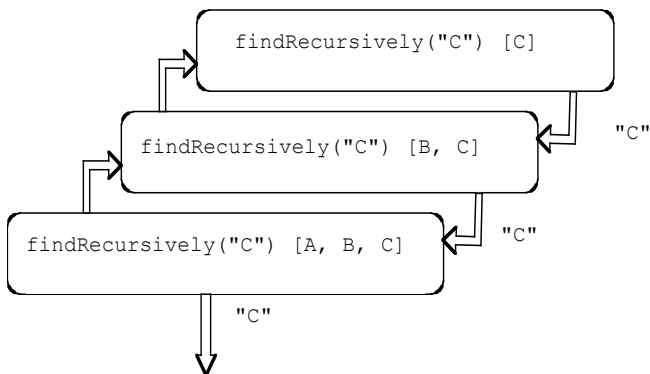 findRecursively("C") [C]
"C"
findRecursively("C") [B, C]
"C"
findRecursively("C") [A, B, C]
"C"